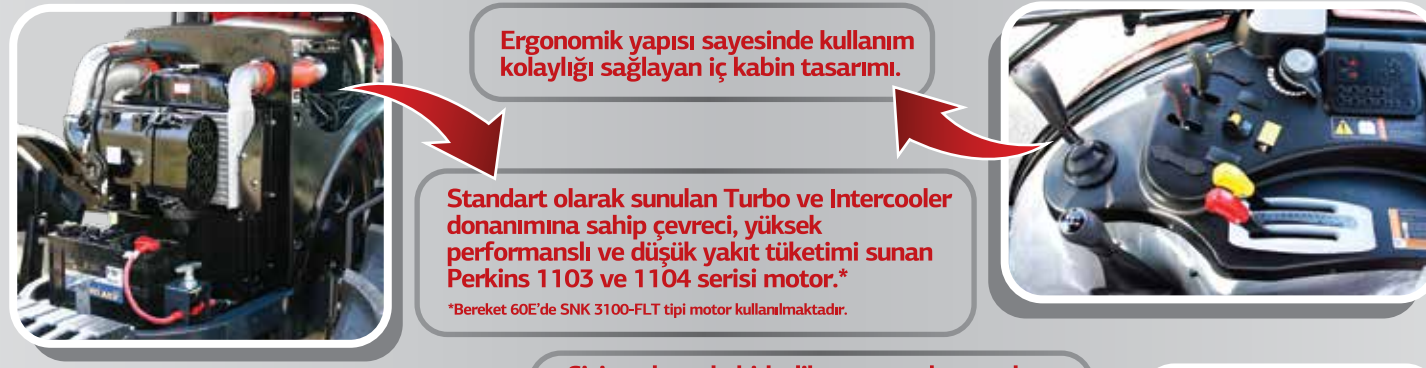 Ergonomik yapısı sayesinde kullanım
kolaylığı sağlayan iç kabin tasarımı.
Standart olarak sunulan Turbo ve Intercooler
donanımına sahip çevreci, yüksek
performanslı ve düşük yakıt tüketimi sunan
Perkins 1103 ve 1104 serisi motor.*
*Bereket 60E'de SNK 3100-FLT tipi motor kullanılmaktadır.